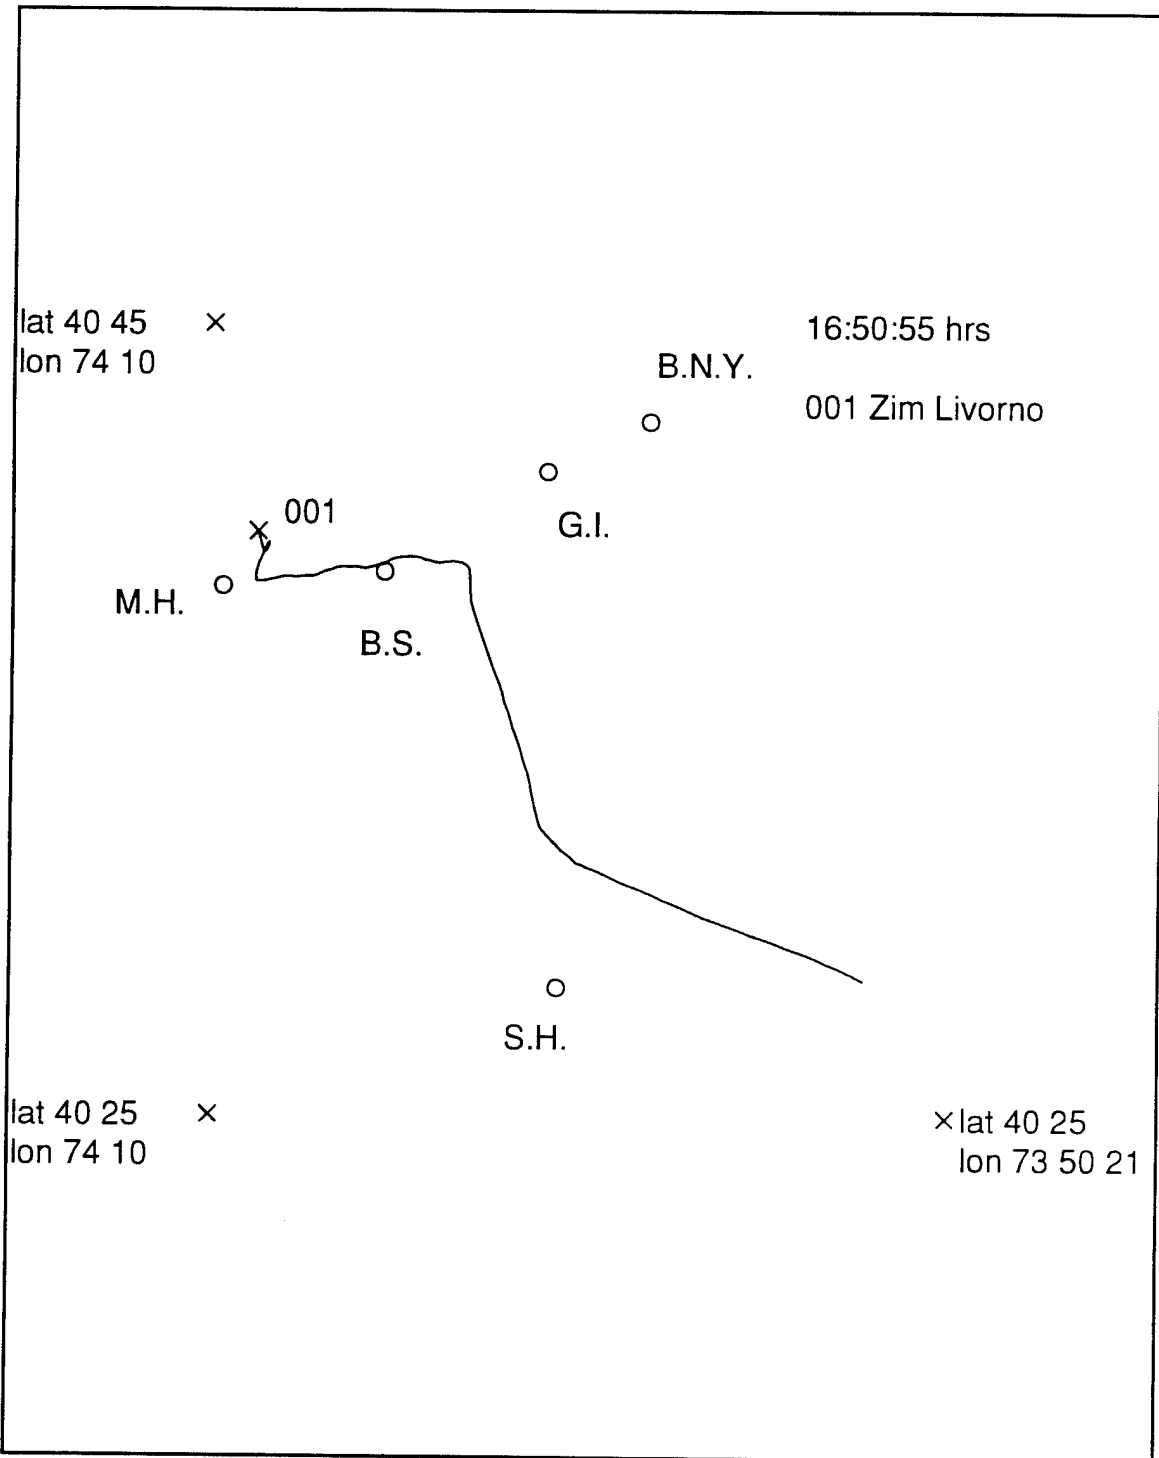 lat 40 45
lon 74 10
16:50:55 hrs
B.N.Y.
001 Zim Livorno
001
G.I.
M.H.
B.S.
S.H.
lat 40 25
lon 74 10
lat 40 25
lon 73 50 21